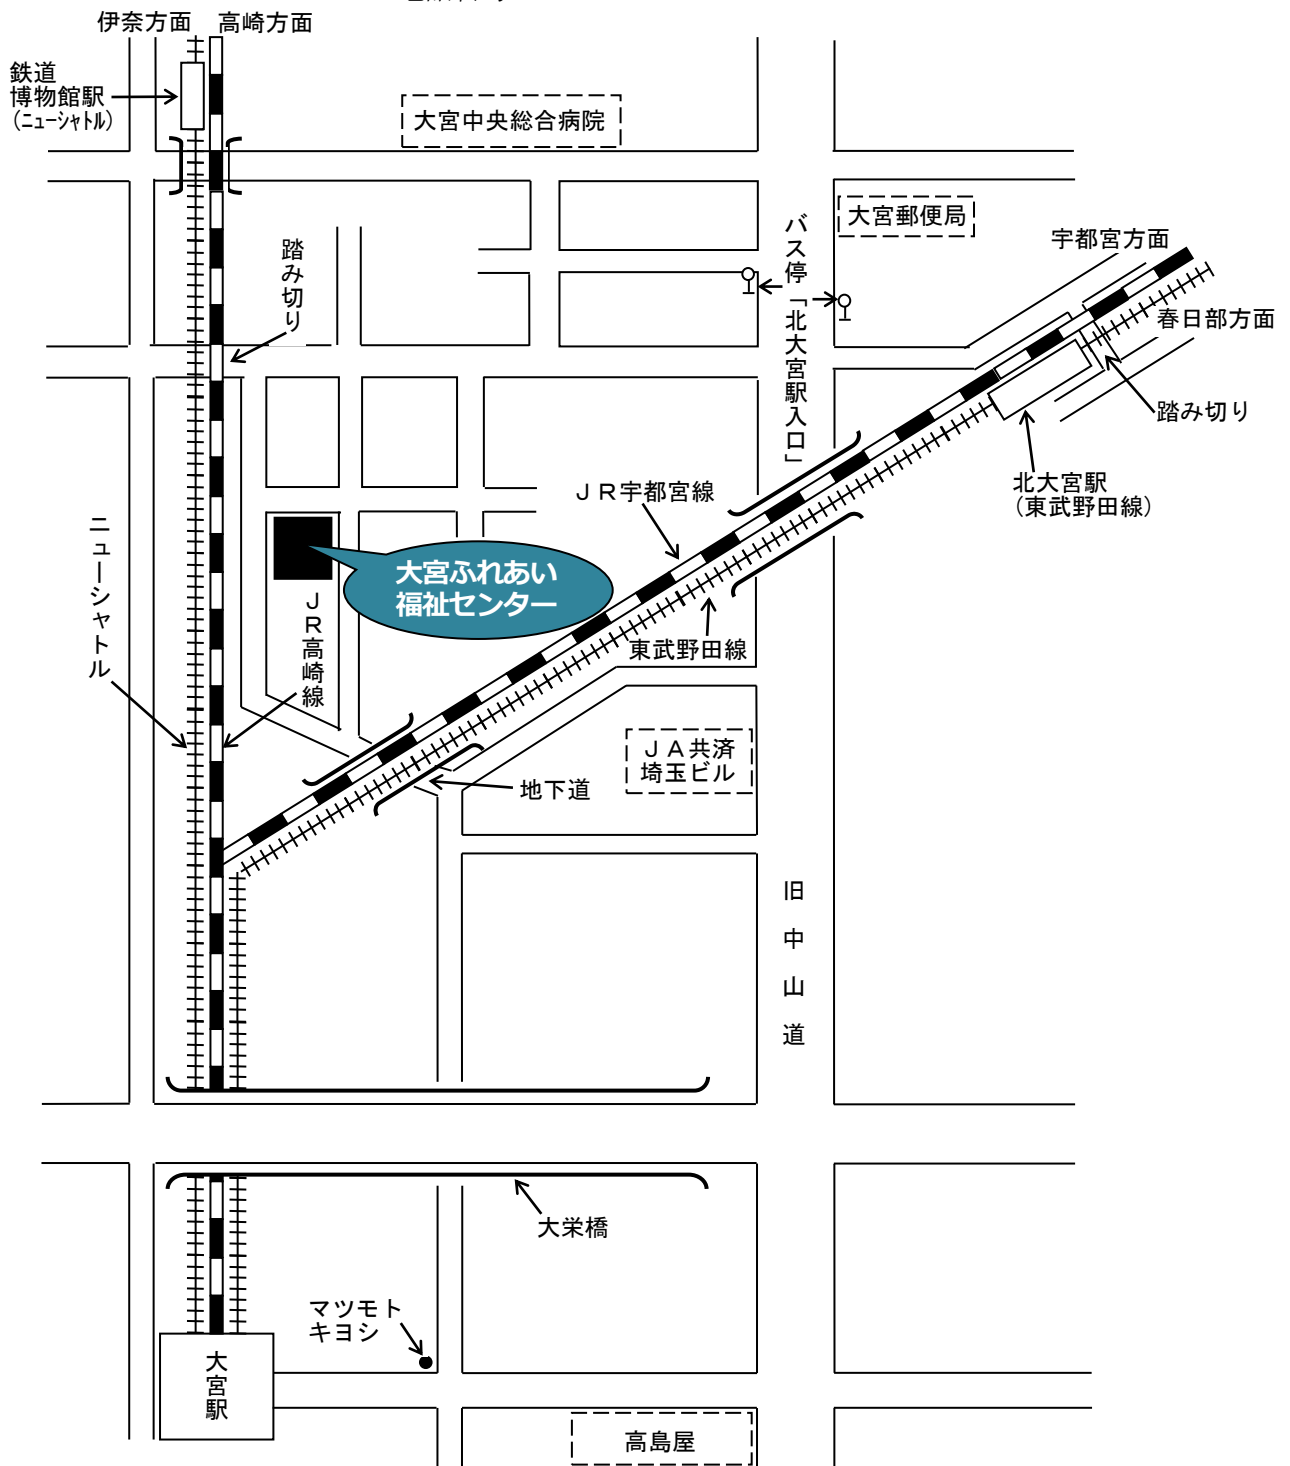 伊奈方面
高崎方面
鉄道
博物館駅
(ﾆｭｰｼｬﾄﾙ)
大宮中央総合病院
大宮郵便局
バス停「北大宮駅入口」
宇都宮方面
春日部方面
踏み切り
踏み切り
北大宮駅
(東武野田線)
ＪＲ宇都宮線
ニューシャトル
大宮ふれあい
福祉センター
ＪＲ高崎線
東武野田線
ＪＡ共済
埼玉ビル
地下道
旧中山道
大栄橋
マツモト
キヨシ
大宮駅
高島屋